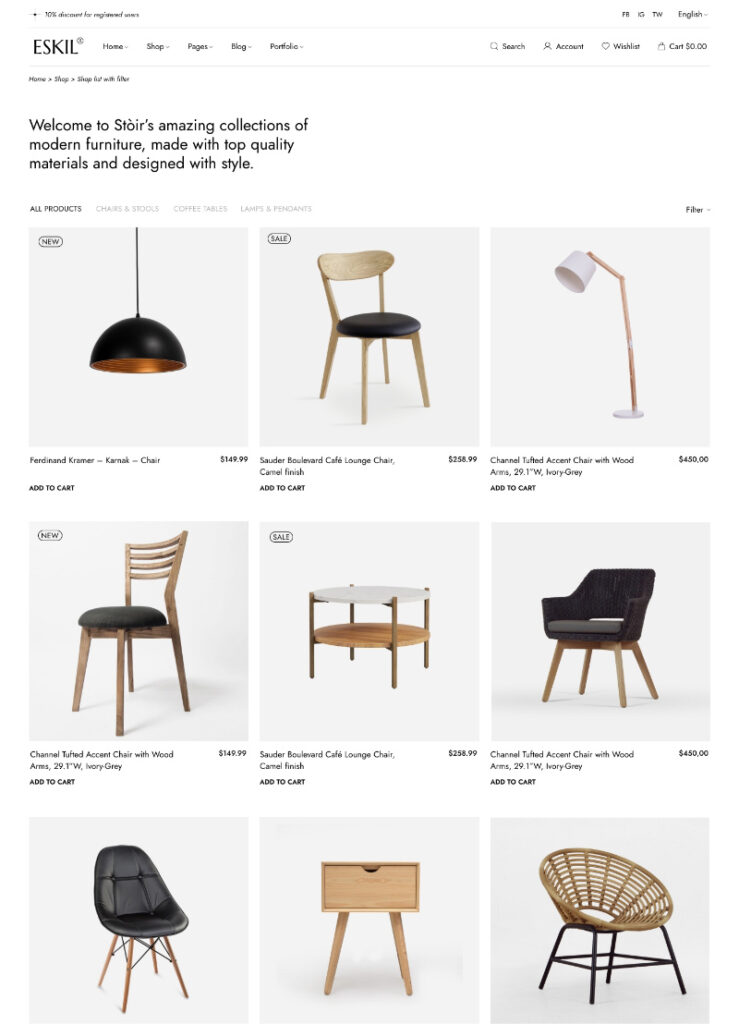 10% discount for registered users
FB IG TW English
ESKIL®
Home Shop Pages Blog Portfolio Search Account Wishlist Cart $0.00
Home > Shop > Shop list with filter
Welcome to Stòir's amazing collections of
modern furniture, made with top quality
materials and designed with style.
ALL PRODUCTS CHAIRS & STOOLS COFFEE TABLES LAMPS & PENDANTS Filter
NEW
SALE
Ferdinand Kramer – Karnak – Chair $149.99
ADD TO CART
Sauder Boulevard Café Lounge Chair, $258.99
Camel finish
ADD TO CART
Channel Tufted Accent Chair with Wood $450,00
Arms, 29.1"W, Ivory-Grey
ADD TO CART
NEW
SALE
Channel Tufted Accent Chair with Wood $149.99
Arms, 29.1"W, Ivory-Grey
ADD TO CART
Sauder Boulevard Café Lounge Chair, $258.99
Camel finish
ADD TO CART
Channel Tufted Accent Chair with Wood $450,00
Arms, 29.1"W, Ivory-Grey
ADD TO CART